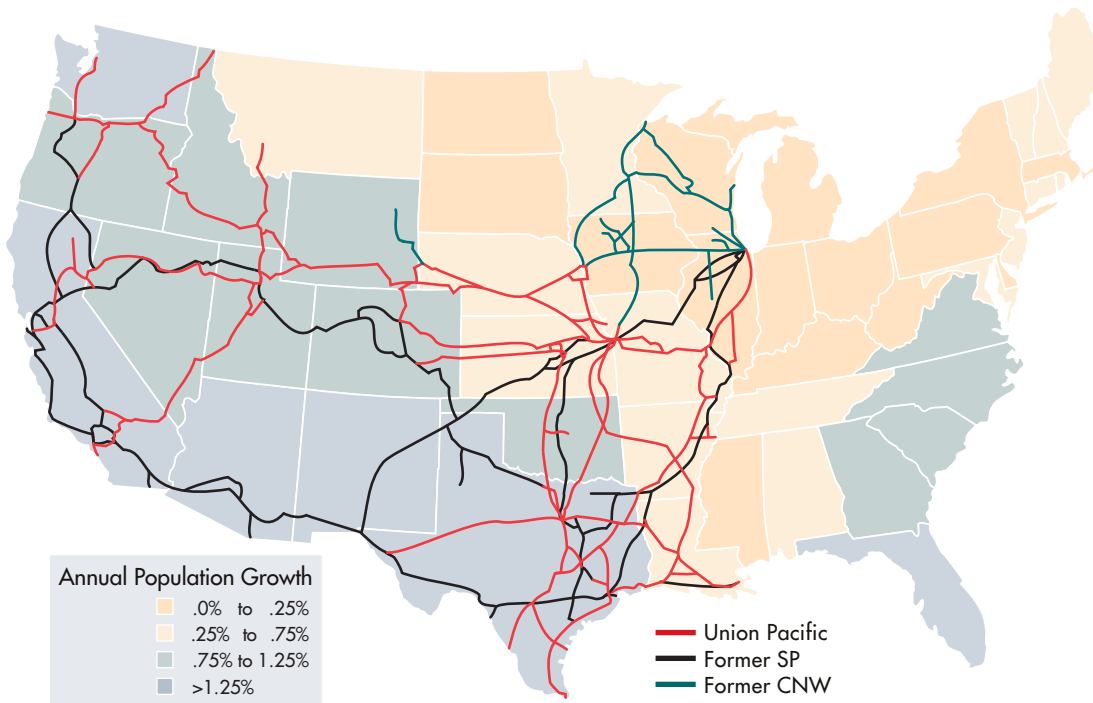 Annual Population Growth
.0% to .25%
.25% to .75%
.75% to 1.25%
>1.25%
Union Pacific
Former SP
Former CNW